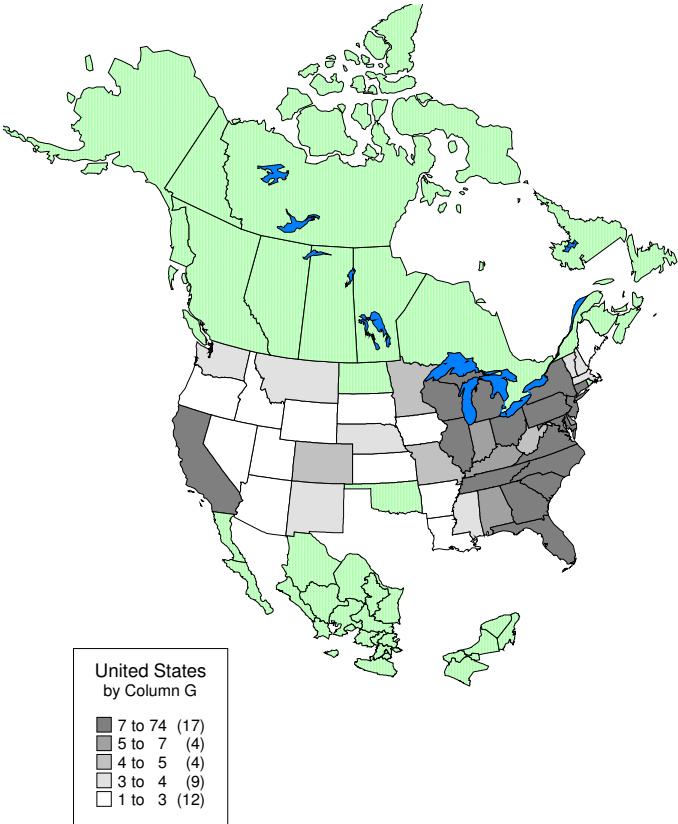 United States
by Column G
7 to 74 (17)
5 to 7 (4)
4 to 5 (4)
3 to 4 (9)
1 to 3 (12)